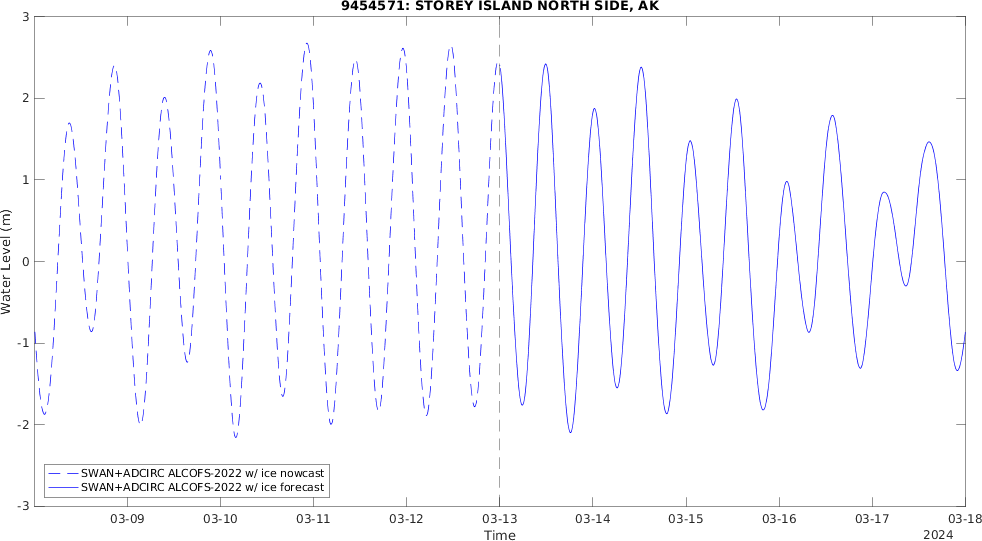 9454571: STOREY ISLAND NORTH SIDE, AK
3
2
1
0
-1
-2
-3
Water Level (m)
SWAN+ADCIRC ALCOFS-2022 w/ ice nowcast
SWAN+ADCIRC ALCOFS-2022 w/ ice forecast
03-09 03-10 03-11 03-12 03-13 03-14 03-15 03-16 03-17 03-18
Time
2024